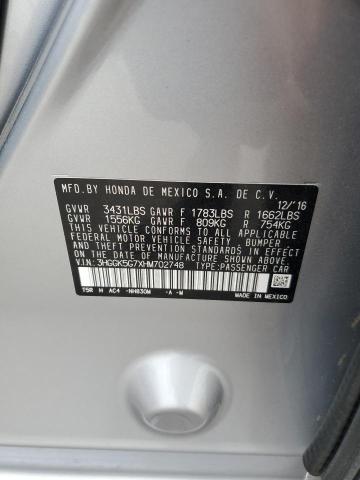 MFD.BY HONDA DE MEXICO S.A. DE C.V.
12/'16
GVWR 3431LBS GAWR F 1783LBS R 1662LBS
GVWR 1556KG GAWR F 809KG R 754KG
THIS VEHICLE CONFORMS TO ALL APPLICABLE
FEDERAL MOTOR VEHICLE SAFETY, BUMPER,
AND THEFT PREVENTION STANDARDS IN EFFECT
ON THE DATE OF MANUFACTURE SHOWN ABOVE.
V.I.N.: 3HGGK5G7XHM702748 TYPE: PASSENGER CAR
MADE IN MEXICO
T5R H AC4 -NH830M -A -M